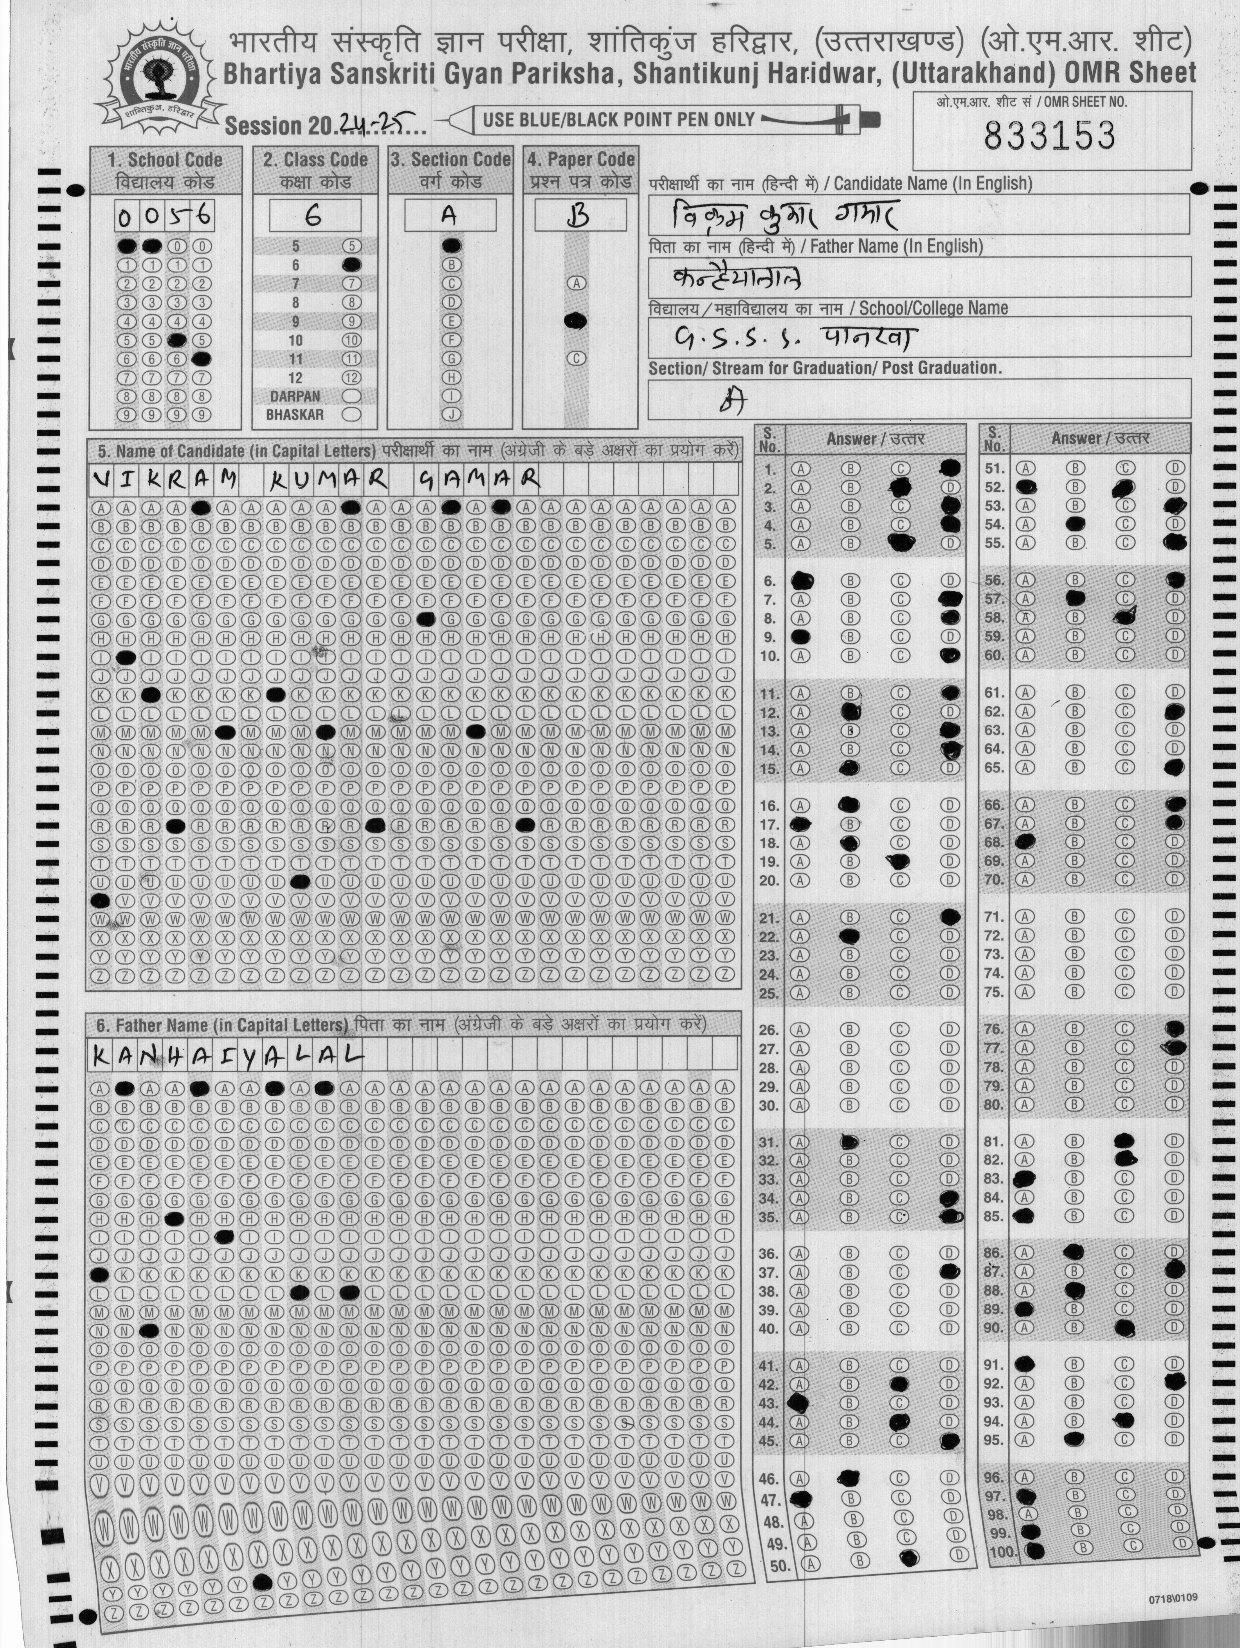 भारतीय संस्कृति ज्ञान परीक्षा, शांतिकुंज हरिद्वार, (उत्तराखण्ड) (ओ.एम.आर. शीट)
Bhartiya Sanskriti Gyan Pariksha, Shantikunj Haridwar, (Uttarakhand) OMR Sheet
Session 20.24-25
USE BLUE/BLACK POINT PEN ONLY
ओ.एम.आर. शीट सं / OMR SHEET NO.
833153
1. School Code
विद्यालय कोड
0056
2. Class Code
कक्षा कोड
6
3. Section Code
वर्ग कोड
A
4. Paper Code
प्रश्न पत्र कोड
B
5
6
7
8
9
10
11
12
DARPAN
BHASKAR
परीक्षार्थी का नाम (हिन्दी में) / Candidate Name (In English)
विक्रम कुमार गमार
पिता का नाम (हिन्दी में) / Father Name (In English)
कन्हैयालाल
विद्यालय / महाविद्यालय का नाम / School/College Name
G.S.S.S. पानरवा
Section/ Stream for Graduation/ Post Graduation.
A
5. Name of Candidate (in Capital Letters) परीक्षार्थी का नाम (अंग्रेजी के बड़े अक्षरों का प्रयोग करें)
VIKRAM KUMAR GAMAR
6. Father Name (in Capital Letters) पिता का नाम (अंग्रेजी के बड़े अक्षरों का प्रयोग करें)
KANHAIYALAL
S. No. Answer / उत्तर
S. No. Answer / उत्तर
0718\0109